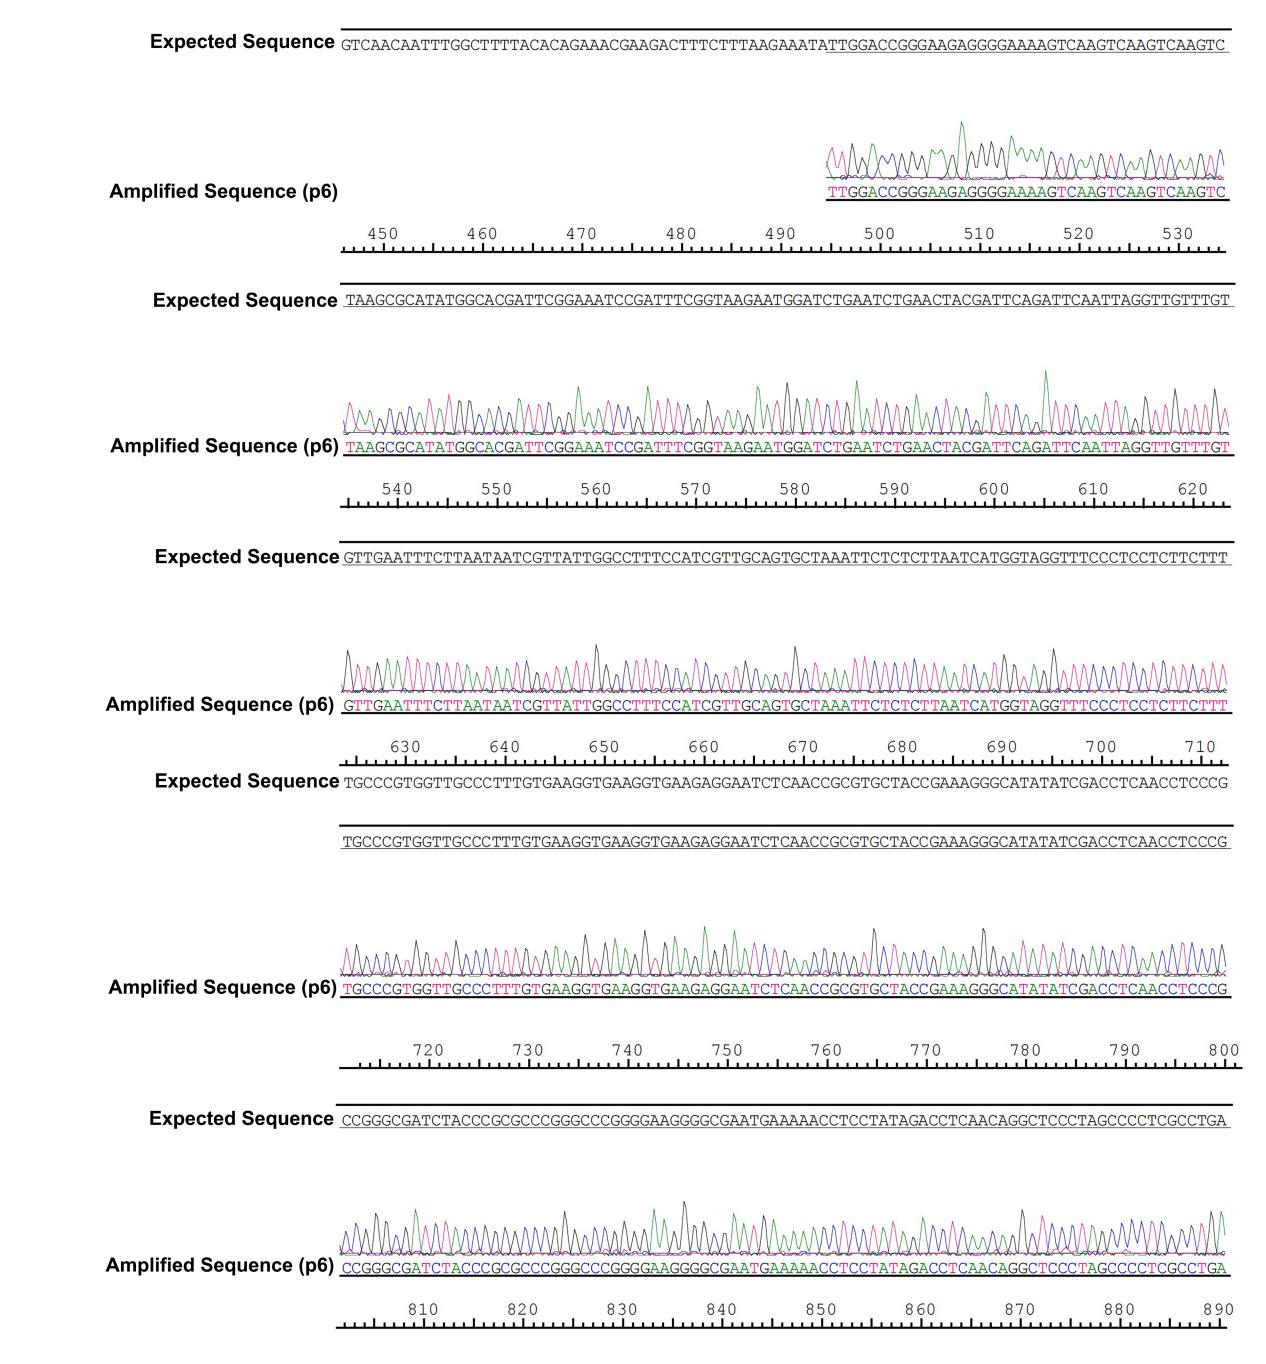 Expected Sequence GTCAACAATTTGGCTTTTACACAGAAACGAAGACTTTCTTTAAGAAATATTGGACCGGGAAGAGGGGAAAAGTCAAGTCAAGTCAAGTC
Amplified Sequence (p6) TTGGACCGGGAAGAGGGGAAAAGTCAAGTCAAGTCAAGTC
450 460 470 480 490 500 510 520 530
Expected Sequence TAAGCGCATATGGCACGATTCGGAAATCCGATTTCGGTAAGAATGGATCTGAATCTGAACTACGATTCAGATTCAATTAGGTTGTTTGT
Amplified Sequence (p6) TAAGCGCATATGGCACGATTCGGAAATCCGATTTCGGTAAGAATGGATCTGAATCTGAACTACGATTCAGATTCAATTAGGTTGTTTGT
540 550 560 570 580 590 600 610 620
Expected Sequence GTTGAATTTCTTAATAATCGTTATTGGCCTTTCCATCGTTGCAGTGCTAAATTCTCTCTTAATCATGGTAGGTTTCCCTCCTCTTCTTT
Amplified Sequence (p6) GTTGAATTTCTTAATAATCGTTATTGGCCTTTCCATCGTTGCAGTGCTAAATTCTCTCTTAATCATGGTAGGTTTCCCTCCTCTTCTTT
630 640 650 660 670 680 690 700 710
Expected Sequence TGCCCGTGGTTGCCCTTTGTGAAGGTGAAGGTGAAGAGGAATCTCAACCGCGTGCTACCGAAAGGGCATATATCGACCTCAACCTCCCG
TGCCCGTGGTTGCCCTTTGTGAAGGTGAAGGTGAAGAGGAATCTCAACCGCGTGCTACCGAAAGGGCATATATCGACCTCAACCTCCCG
Amplified Sequence (p6) TGCCCGTGGTTGCCCTTTGTGAAGGTGAAGGTGAAGAGGAATCTCAACCGCGTGCTACCGAAAGGGCATATATCGACCTCAACCTCCCG
720 730 740 750 760 770 780 790 800
Expected Sequence CCGGGCGATCTACCCGCGCCCGGGCCCGGGGAAGGGGCGAATGAAAAACCTCCTATAGACCTCAACAGGCTCCCTAGCCCCTCGCCTGA
Amplified Sequence (p6) CCGGGCGATCTACCCGCGCCCGGGCCCGGGGAAGGGGCGAATGAAAAACCTCCTATAGACCTCAACAGGCTCCCTAGCCCCTCGCCTGA
810 820 830 840 850 860 870 880 890